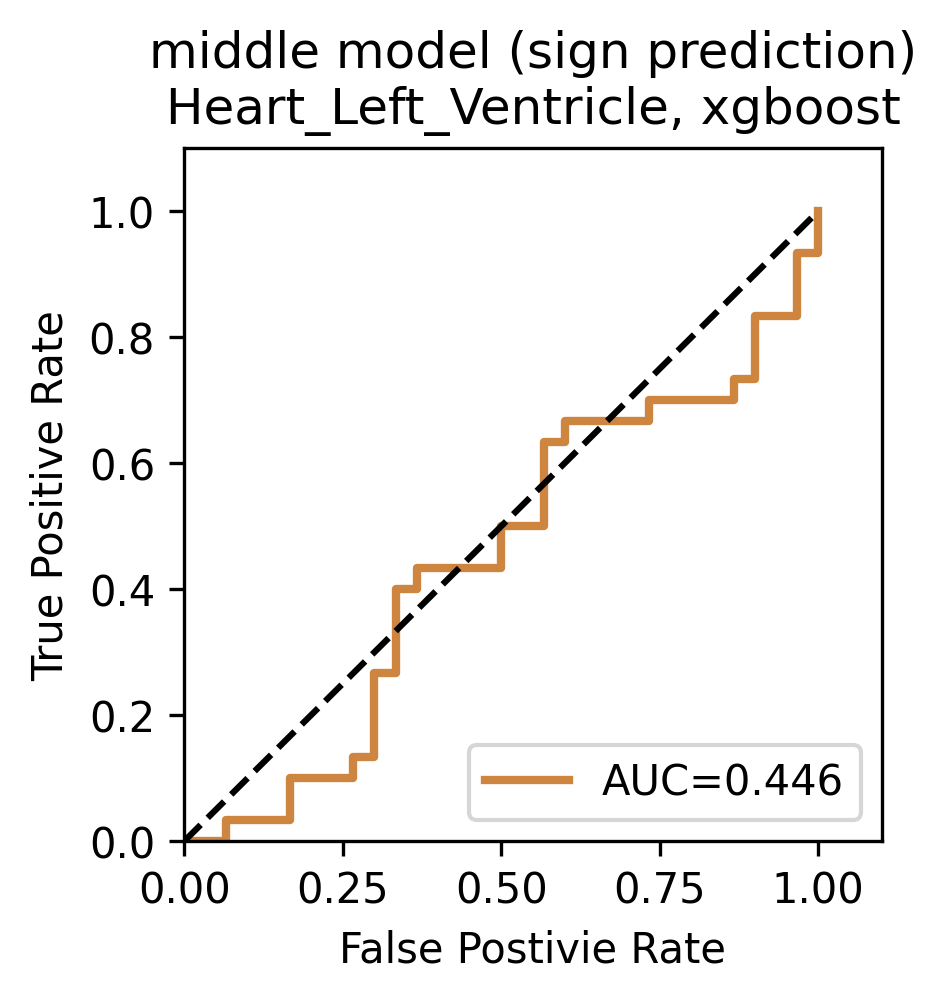 middle model (sign prediction)
Heart_Left_Ventricle, xgboost
True Positive Rate
1.0
0.8
0.6
0.4
0.2
0.0
AUC=0.446
0.00 0.25 0.50 0.75 1.00
False Postivie Rate